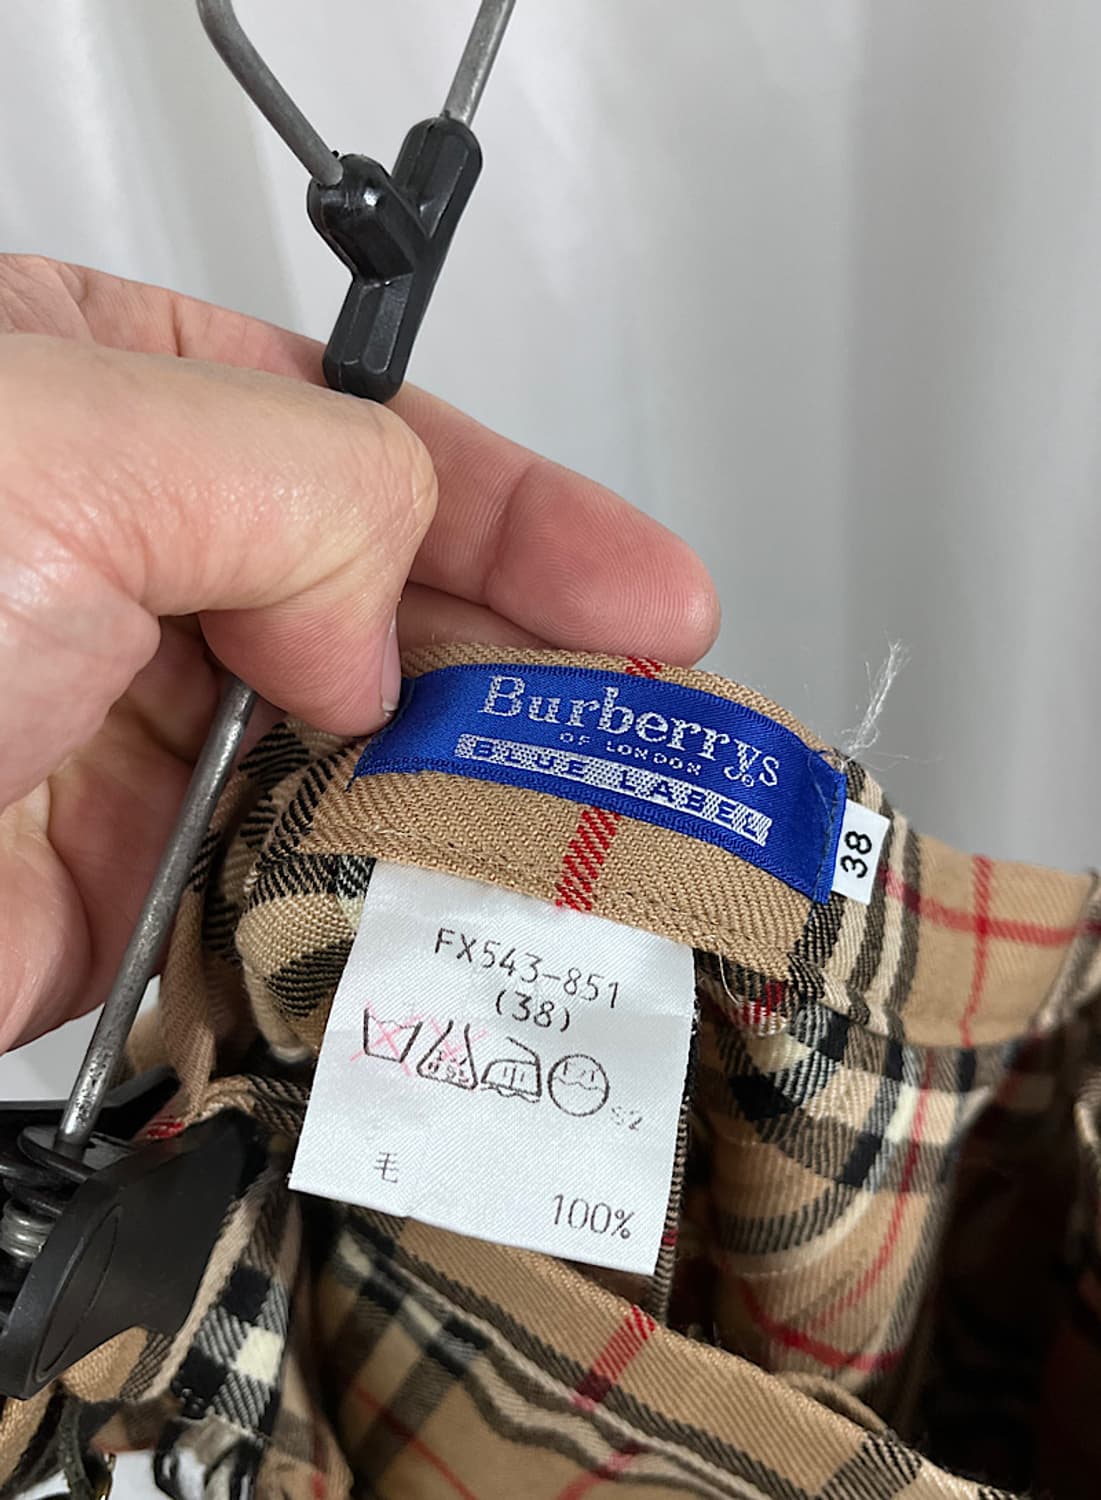 Burberrys
OF LONDON
BLUE LABEL
38
FX543-851
(38)
毛
100%